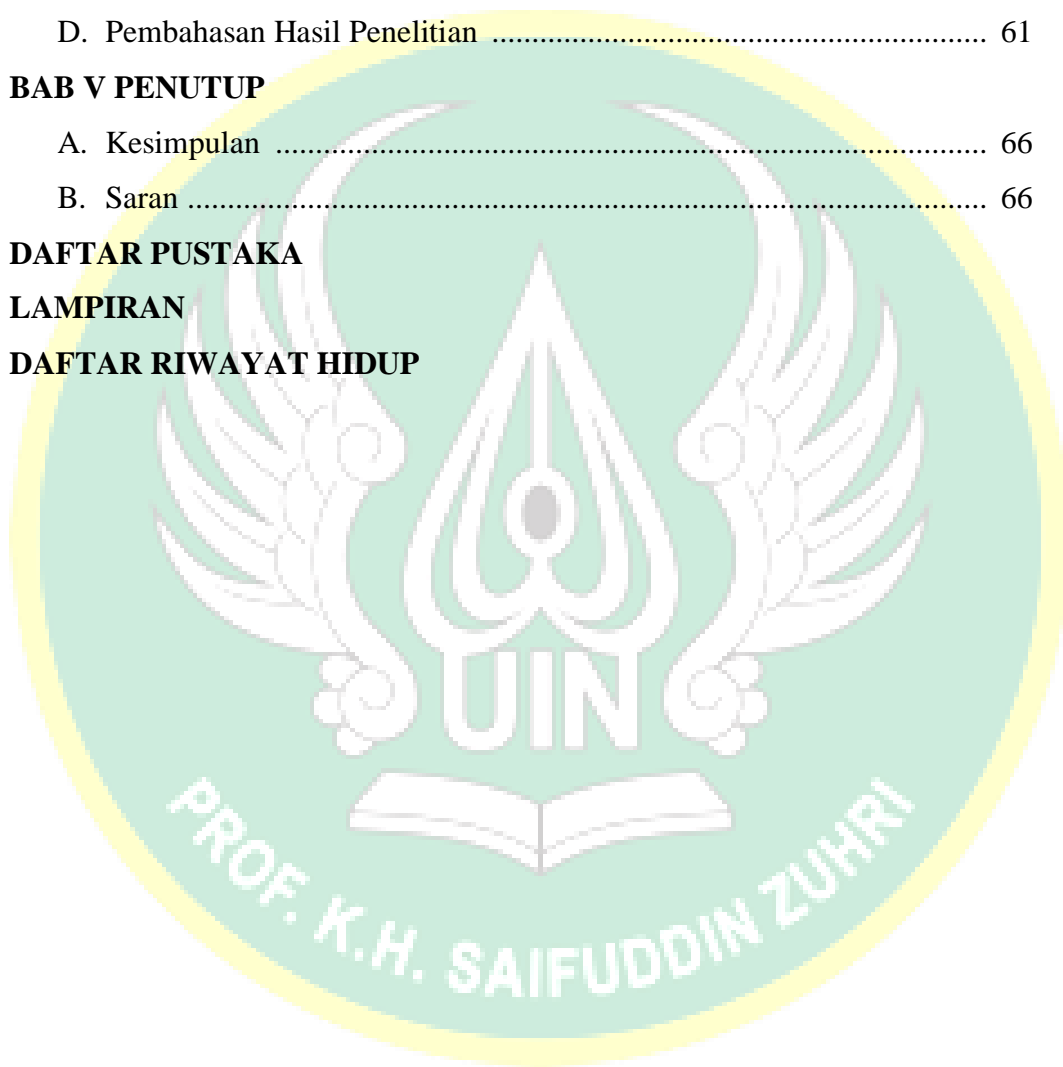 D. Pembahasan Hasil Penelitian ............................................................... 61
BAB V PENUTUP
A. Kesimpulan .......................................................................................... 66
B. Saran ..................................................................................................... 66
DAFTAR PUSTAKA
LAMPIRAN
DAFTAR RIWAYAT HIDUP
UIN
PROF. K.H. SAIFUDDIN ZUHRI